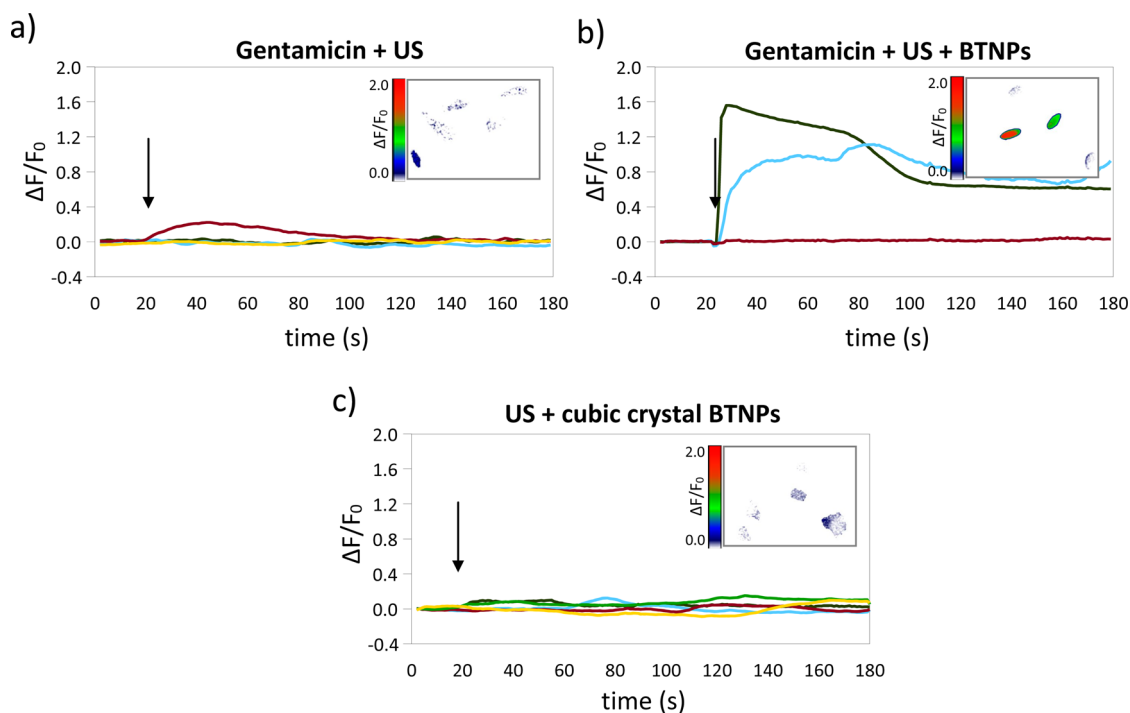 a)
Gentamicin + US
2.0
1.6
1.2
0.8
0.4
0.0
-0.4
ΔF/F0
0 20 40 60 80 100 120 140 160 180
time (s)
2.0
ΔF/F0
0.0
b)
Gentamicin + US + BTNPs
2.0
1.6
1.2
0.8
0.4
0.0
-0.4
ΔF/F0
0 20 40 60 80 100 120 140 160 180
time (s)
2.0
ΔF/F0
0.0
c)
US + cubic crystal BTNPs
2.0
1.6
1.2
0.8
0.4
0.0
-0.4
ΔF/F0
0 20 40 60 80 100 120 140 160 180
time (s)
2.0
ΔF/F0
0.0